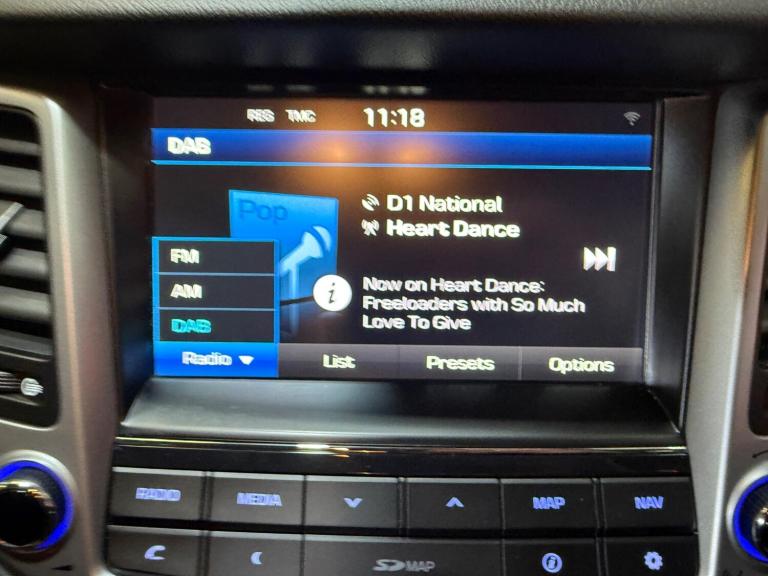 RDS TMC 11:18
DAB
Pop
D1 National
Heart Dance
FM
AM
DAB
i
Now on Heart Dance:
Freeloaders with So Much
Love To Give
Radio List Presets Options
RADIO MEDIA MAP NAV
SD MAP